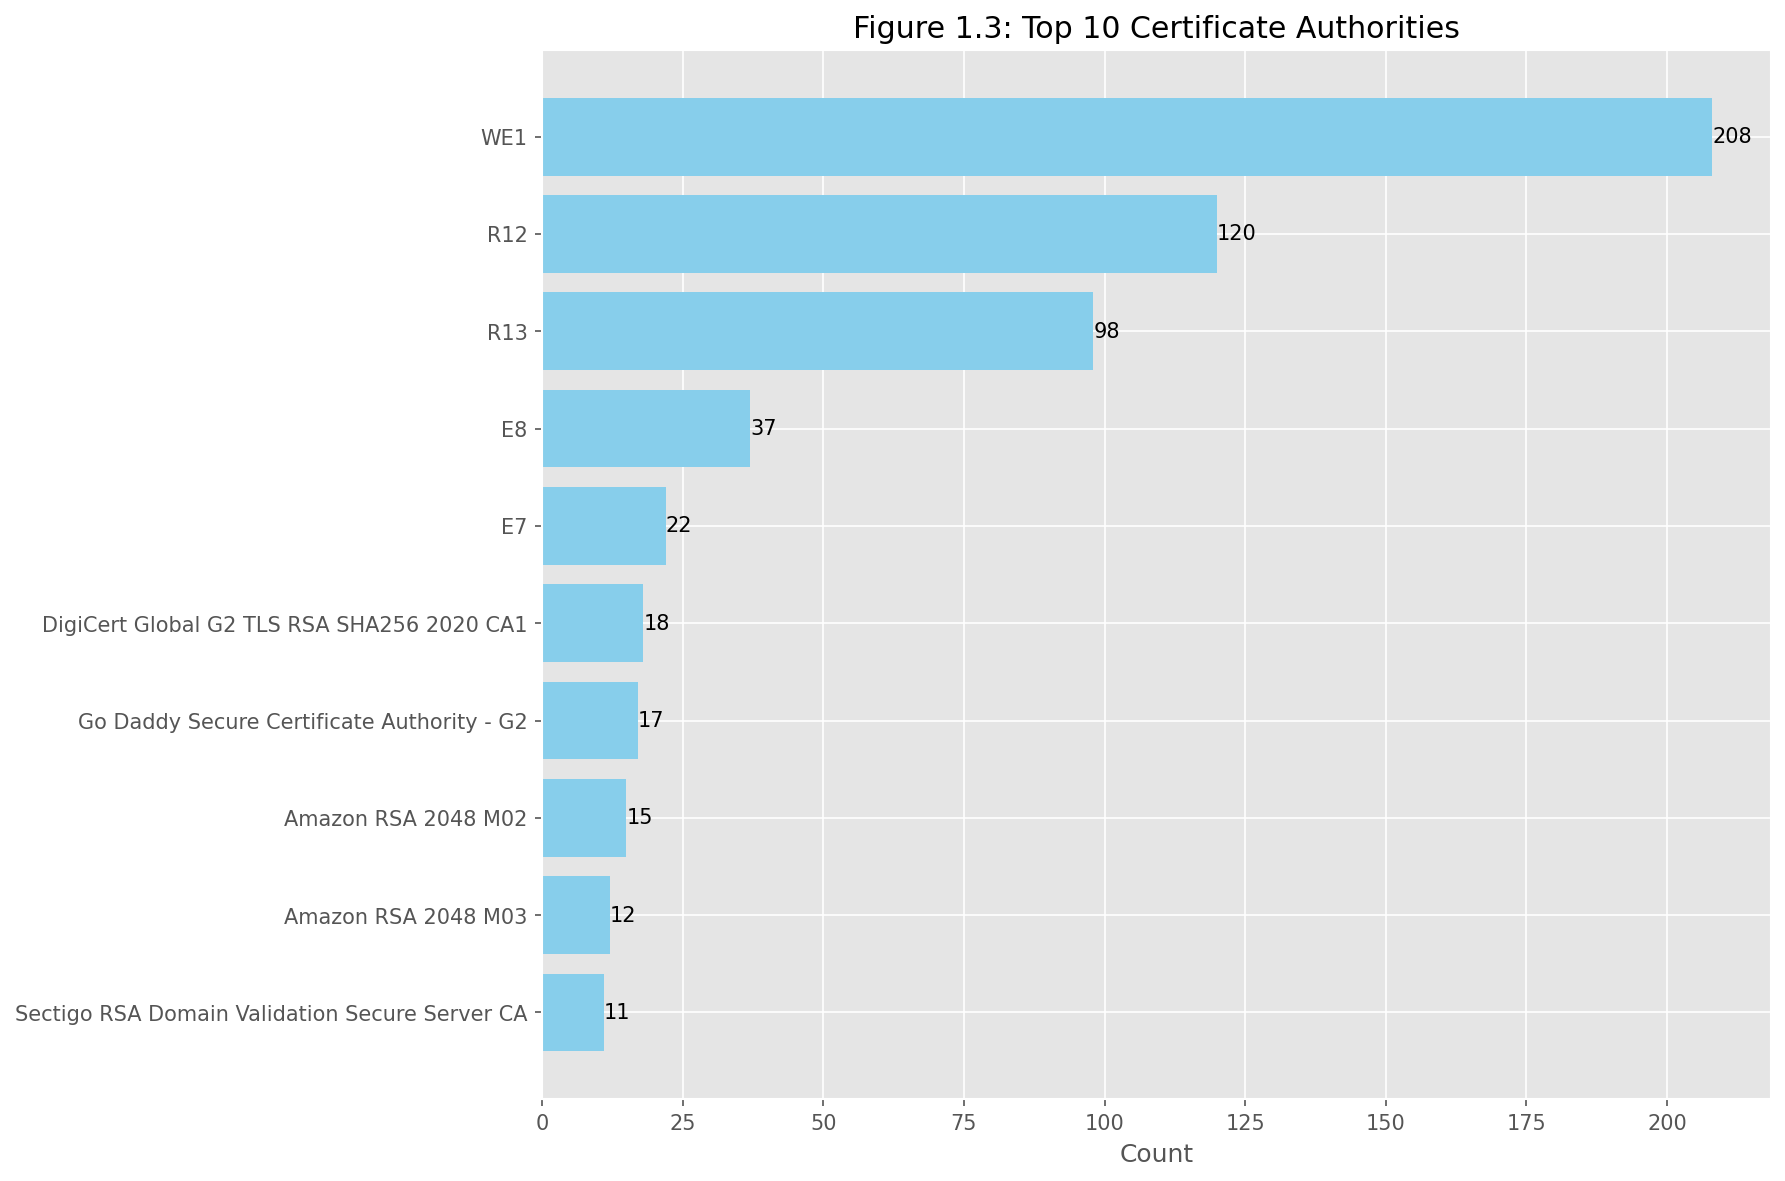 Figure 1.3: Top 10 Certificate Authorities
WE1
208
R12
120
R13
98
E8
37
E7
22
DigiCert Global G2 TLS RSA SHA256 2020 CA1
18
Go Daddy Secure Certificate Authority - G2
17
Amazon RSA 2048 M02
15
Amazon RSA 2048 M03
12
Sectigo RSA Domain Validation Secure Server CA
11
0 25 50 75 100 125 150 175 200
Count